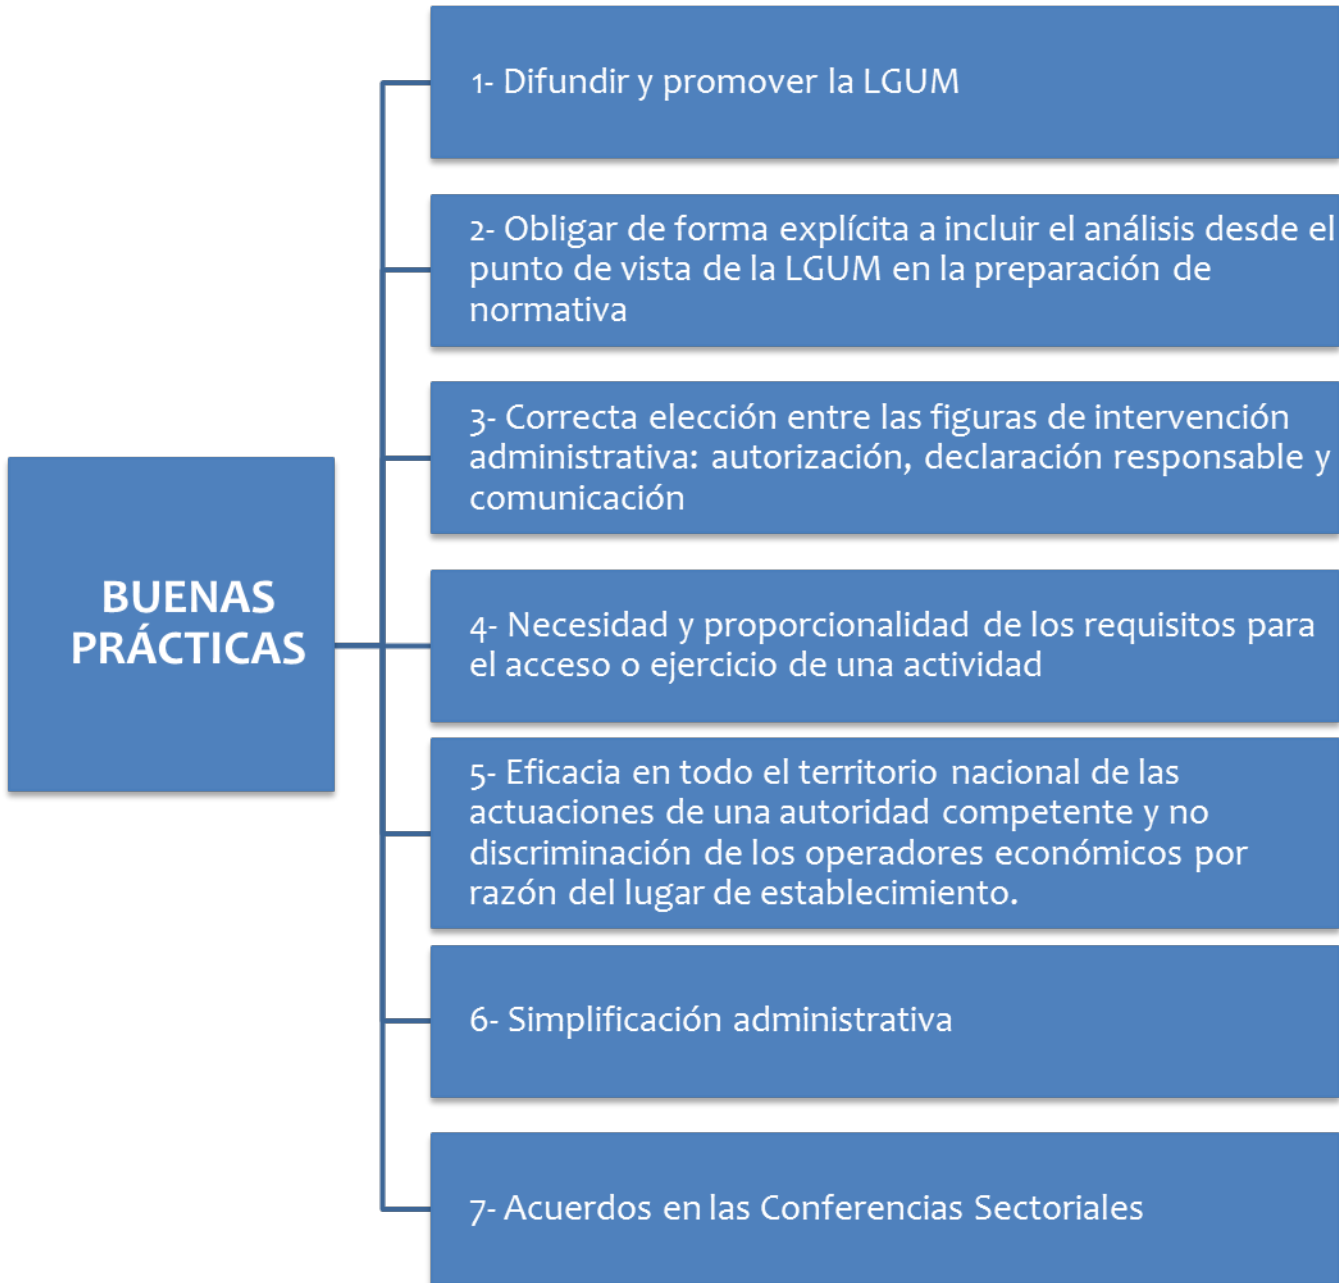 BUENAS
PRÁCTICAS
1- Difundir y promover la LGUM
2- Obligar de forma explícita a incluir el análisis desde el
punto de vista de la LGUM en la preparación de
normativa
3- Correcta elección entre las figuras de intervención
administrativa: autorización, declaración responsable y
comunicación
4- Necesidad y proporcionalidad de los requisitos para
el acceso o ejercicio de una actividad
5- Eficacia en todo el territorio nacional de las
actuaciones de una autoridad competente y no
discriminación de los operadores económicos por
razón del lugar de establecimiento.
6- Simplificación administrativa
7- Acuerdos en las Conferencias Sectoriales